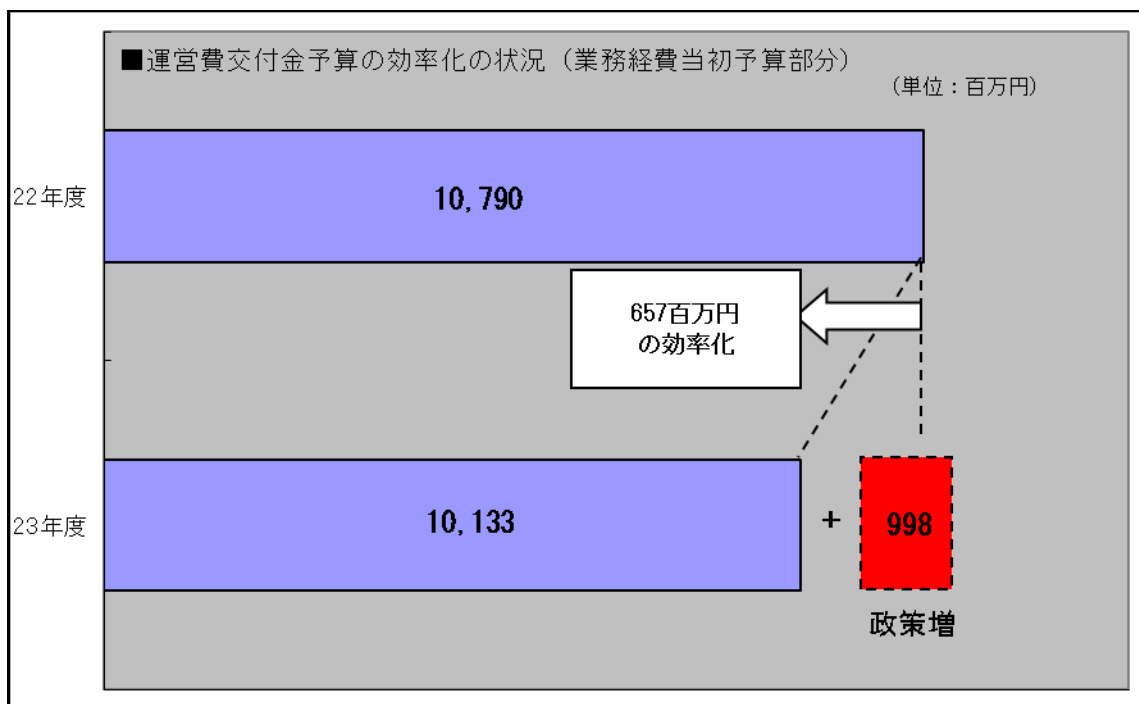 ■運営費交付金予算の効率化の状況（業務経費当初予算部分）
（単位：百万円）
22年度
10,790
657百万円
の効率化
23年度
10,133
+
998
政策増